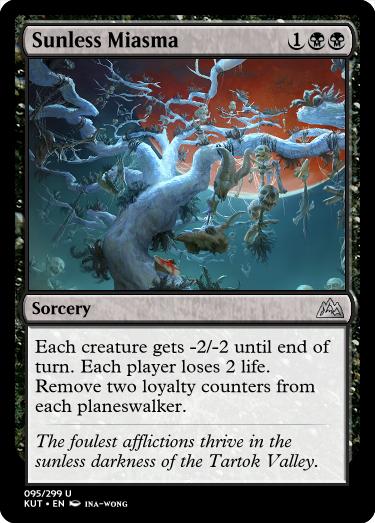 Sunless Miasma 1
Sorcery
Each creature gets -2/-2 until end of
turn. Each player loses 2 life.
Remove two loyalty counters from
each planeswalker.
The foulest afflictions thrive in the
sunless darkness of the Tartok Valley.
095/299 U
KUT • EN INA-WONG